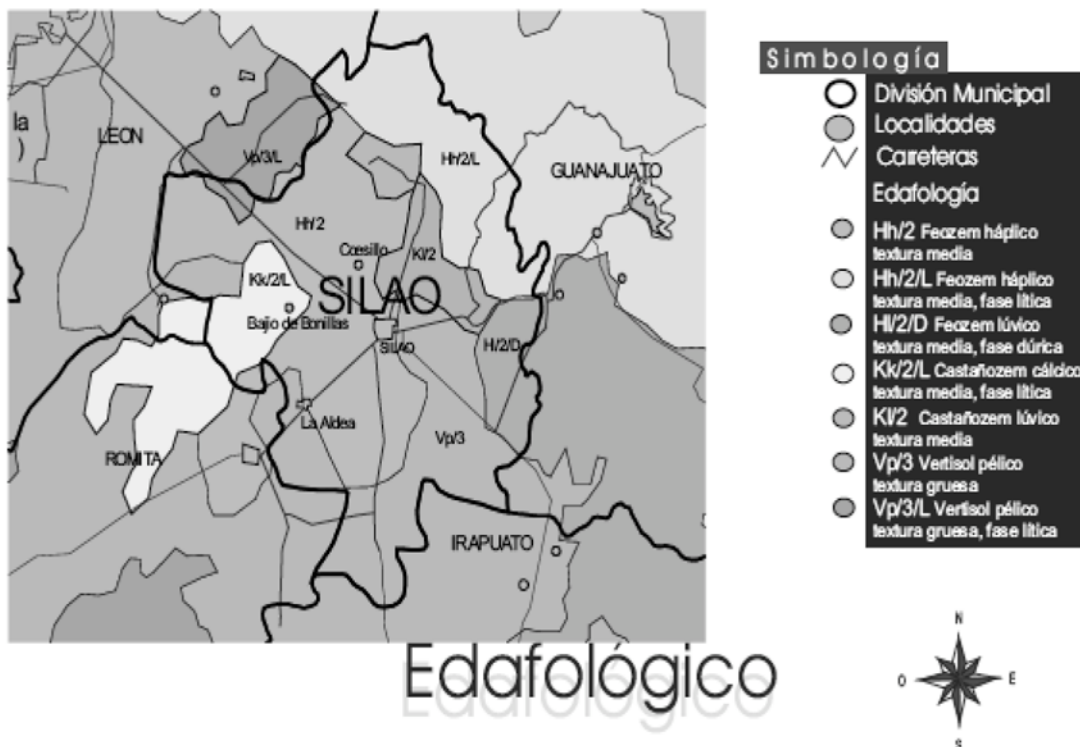 la
)
LEON
Vp/3/L
Hh/2/L
GUANAJUATO
Hh/2
Coesillo
Kl/2
Kk/2/L
SILAO
Bajío de Bonillas
SILAO
H/2/D
La Aldea
Vp/3
ROMITA
IRAPUATO
Edafológico
Simbología
División Municipal
Localidades
Carreteras
Edafología
Hh/2 Feozem háplico
textura media
Hh/2/L Feozem háplico
textura media, fase lítica
Hl/2/D Feozem lúvico
textura media, fase dúrica
Kk/2/L Castañozem cálcico
textura media, fase lítica
Kl/2 Castañozem lúvico
textura media
Vp/3 Vertisol pélico
textura gruesa
Vp/3/L Vertisol pélico
textura gruesa, fase lítica
N
O
E
S